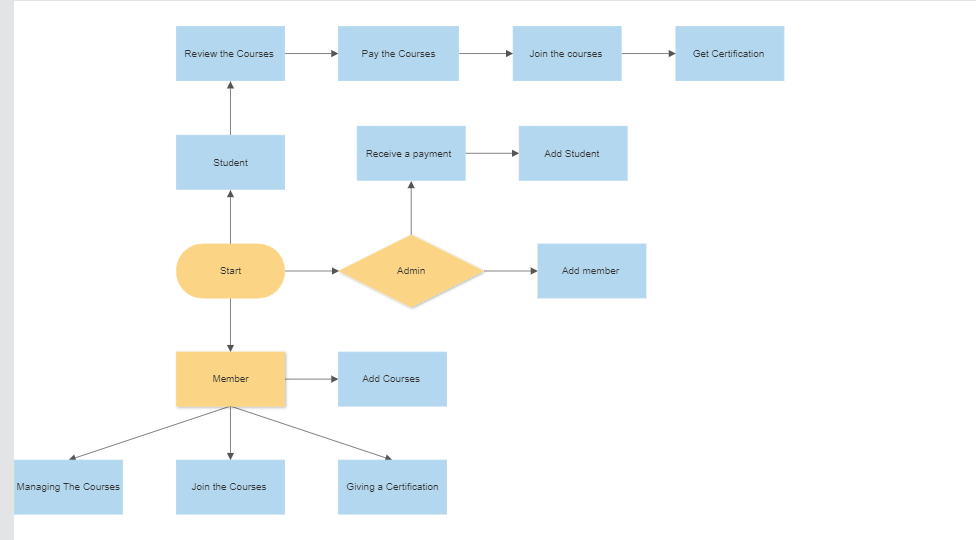 Review the Courses
Pay the Courses
Join the courses
Get Certification
Receive a payment
Add Student
Student
Start
Admin
Add member
Member
Add Courses
Managing The Courses
Join the Courses
Giving a Certification